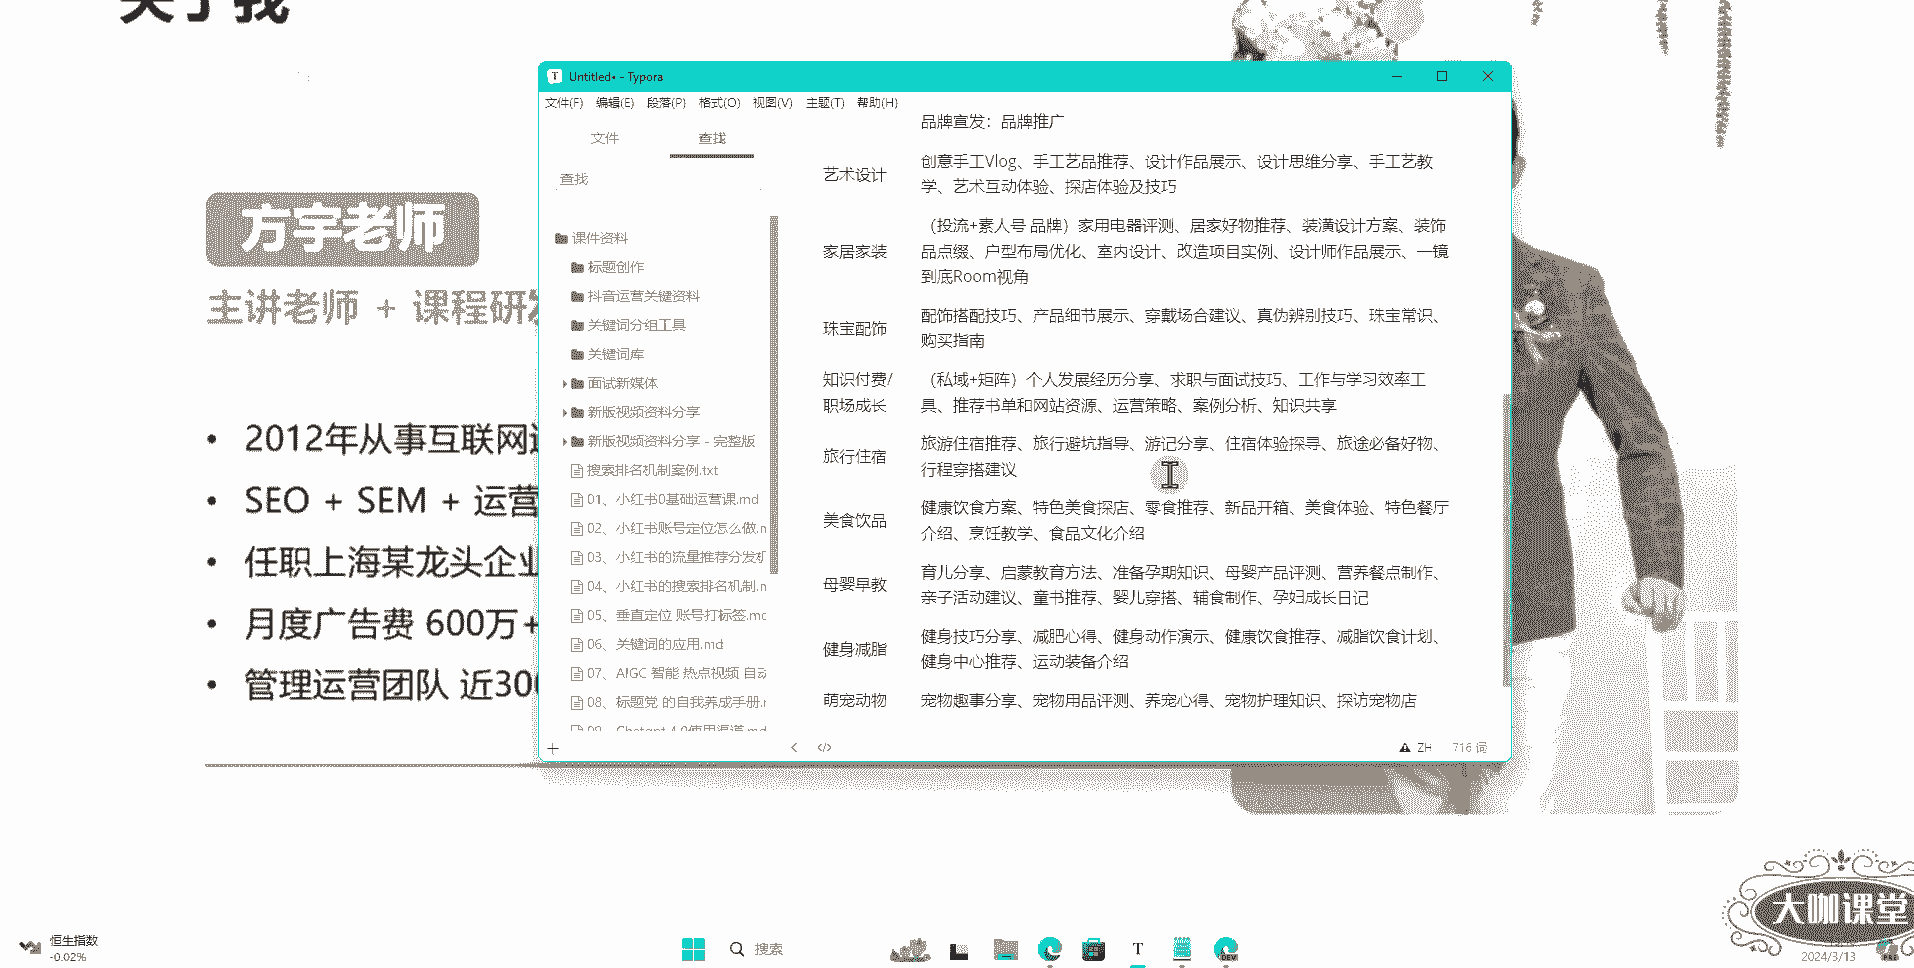 关于我
方宇老师
主讲老师 + 课程研发
2012年从事互联网
SEO + SEM + 运营
任职上海某龙头企业
月度广告费 600万+
管理运营团队 近30
Untitled• - Typora
文件(F) 编辑(E) 段落(P) 格式(O) 视图(V) 主题(T) 帮助(H)
文件 查找
查找
课件资料
标题创作
抖音运营关键资料
关键词分组工具
关键词库
面试新媒体
新版视频资料分享
新版视频资料分享 - 完整版
搜索排名机制案例.txt
01、小红书0基础运营课.md
02、小红书账号定位怎么做.m
03、小红书的流量推荐分发机
04、小红书的搜索排名机制.m
05、垂直定位 账号打标签.md
06、关键词的应用.md
07、AIGC 智能 热点视频 自动
08、标题党 的自我养成手册.m
09、Chatgpt 4.0使用渠道.md
品牌宣发：品牌推广
艺术设计
创意手工Vlog、手工艺品推荐、设计作品展示、设计思维分享、手工艺教
学、艺术互动体验、探店体验及技巧
家居家装
（投流+素人号 品牌）家用电器评测、居家好物推荐、装潢设计方案、装饰
品点缀、户型布局优化、室内设计、改造项目实例、设计师作品展示、一镜
到底Room视角
珠宝配饰
配饰搭配技巧、产品细节展示、穿戴场合建议、真伪辨别技巧、珠宝常识、
购买指南
知识付费/
职场成长
（私域+矩阵）个人发展经历分享、求职与面试技巧、工作与学习效率工
具、推荐书单和网站资源、运营策略、案例分析、知识共享
旅行住宿
旅游住宿推荐、旅行避坑指导、游记分享、住宿体验探寻、旅途必备好物、
行程穿搭建议
美食饮品
健康饮食方案、特色美食探店、零食推荐、新品开箱、美食体验、特色餐厅
介绍、烹饪教学、食品文化介绍
母婴早教
育儿分享、启蒙教育方法、准备孕期知识、母婴产品评测、营养餐点制作、
亲子活动建议、童书推荐、婴儿穿搭、辅食制作、孕妇成长日记
健身减脂
健身技巧分享、减肥心得、健身动作演示、健康饮食推荐、减脂饮食计划、
健身中心推荐、运动装备介绍
萌宠动物
宠物趣事分享、宠物用品评测、养宠心得、宠物护理知识、探访宠物店
ZH 716 词
大咖课堂
恒生指数
-0.02%
搜索
T
DEV
2024/3/13
PRE